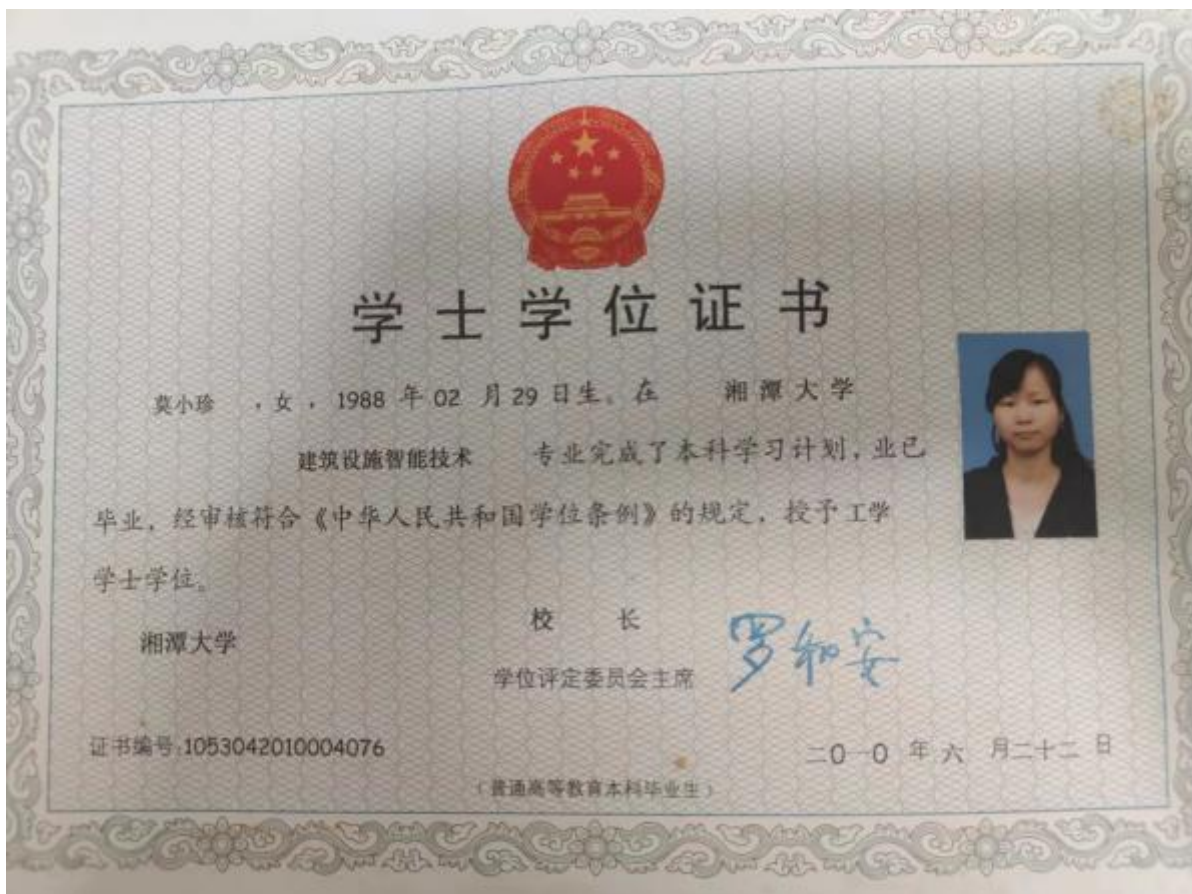 学士学位证书
莫小珍 ,女,1988 年 02 月 29 日生。在 湘潭大学
建筑设施智能技术 专业完成了本科学习计划,业已
毕业,经审核符合《中华人民共和国学位条例》的规定,授予工学
学士学位。
湘潭大学
校 长
学位评定委员会主席
罗和安
证书编号:1053042010004076
二0一0 年 六 月二十二 日
(普通高等教育本科毕业生)